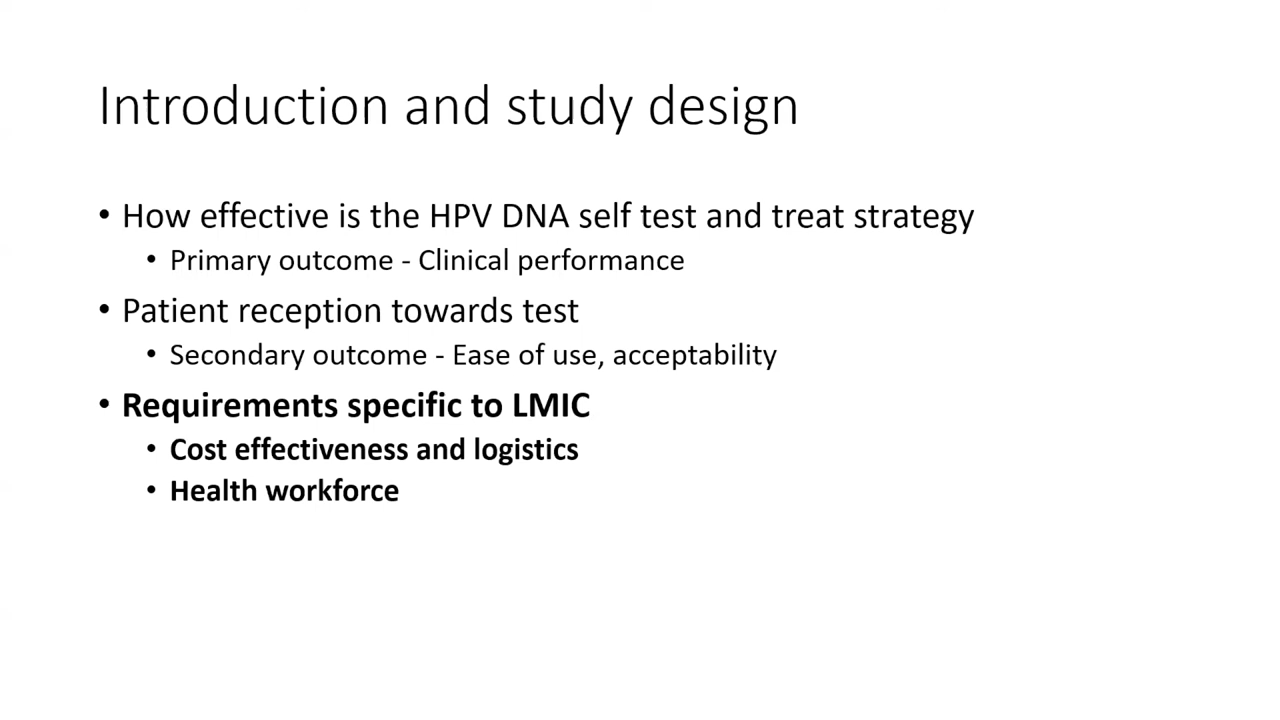 Introduction and study design
• How effective is the HPV DNA self test and treat strategy
• Primary outcome - Clinical performance
• Patient reception towards test
• Secondary outcome - Ease of use, acceptability
• Requirements specific to LMIC
• Cost effectiveness and logistics
• Health workforce